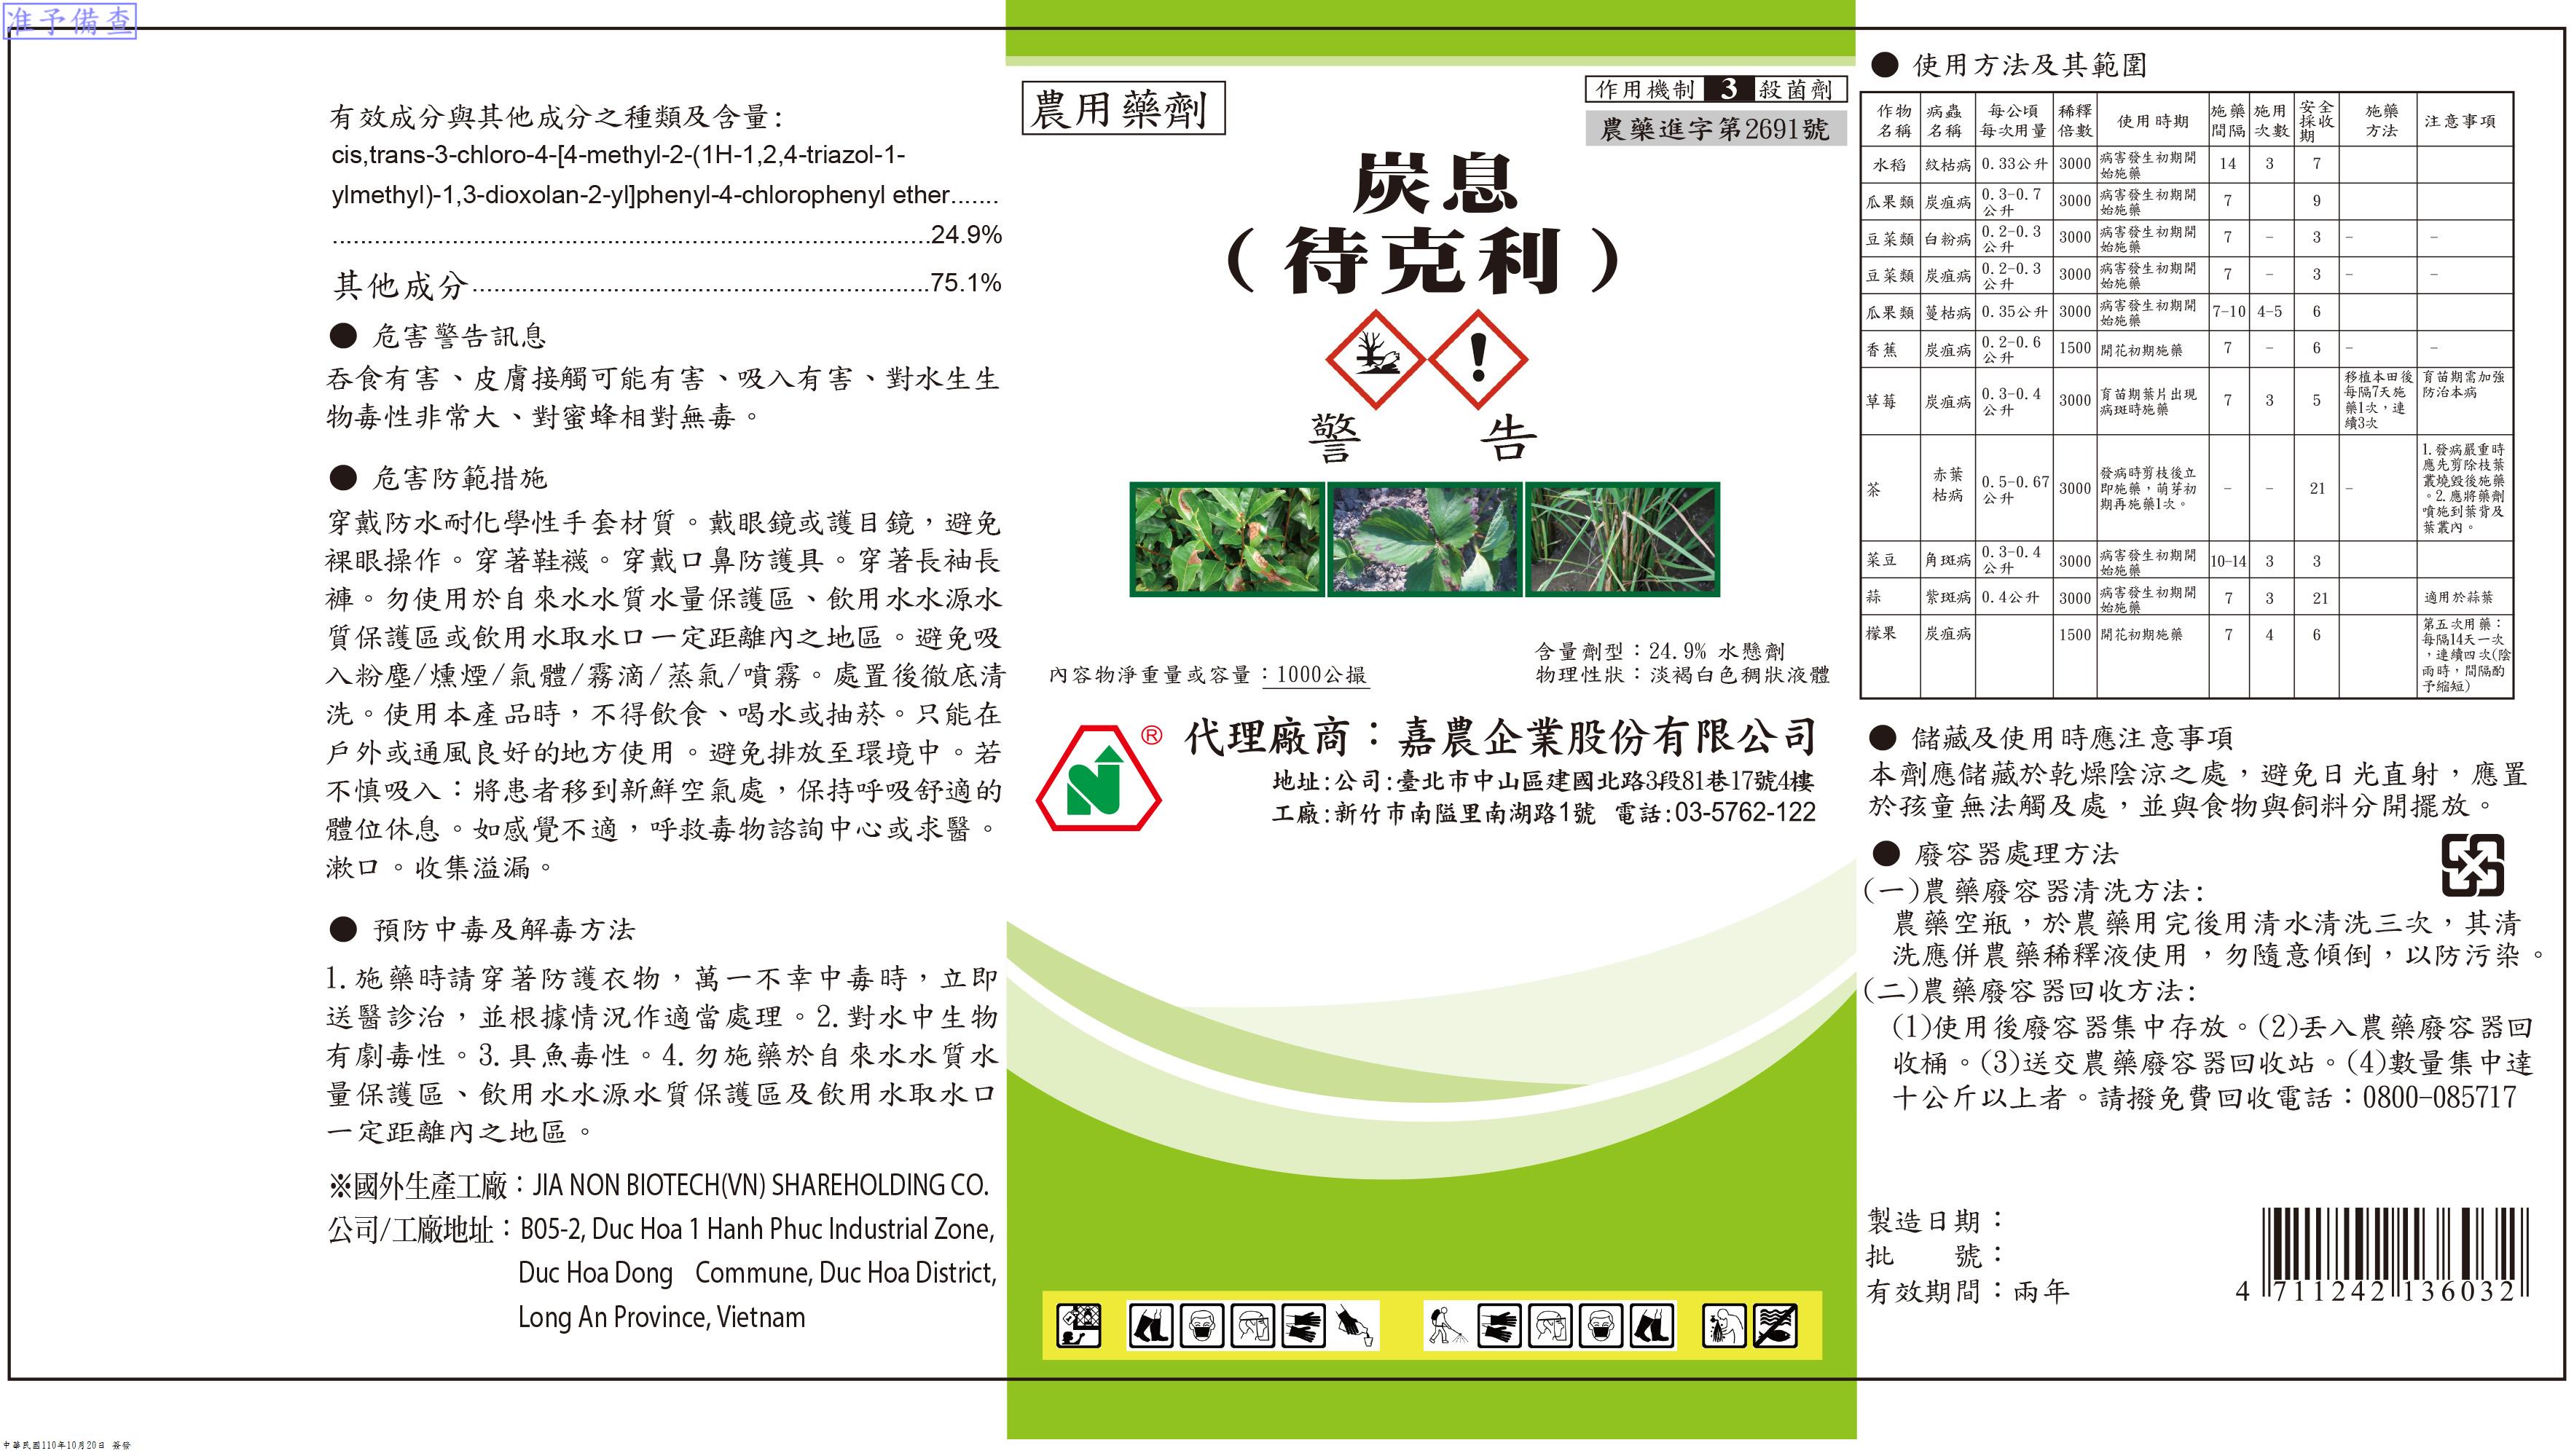 准予備查
有效成分與其他成分之種類及含量:
cis,trans-3-chloro-4-[4-methyl-2-(1H-1,2,4-triazol-1-
ylmethyl)-1,3-dioxolan-2-yl]phenyl-4-chlorophenyl ether.......
......................................................................................24.9%
其他成分.................................................................75.1%
● 危害警告訊息
吞食有害、皮膚接觸可能有害、吸入有害、對水生生
物毒性非常大、對蜜蜂相對無毒。
● 危害防範措施
穿戴防水耐化學性手套材質。戴眼鏡或護目鏡，避免
裸眼操作。穿著鞋襪。穿戴口鼻防護具。穿著長袖長
褲。勿使用於自來水水質水量保護區、飲用水水源水
質保護區或飲用水取水口一定距離內之地區。避免吸
入粉塵/燻煙/氣體/霧滴/蒸氣/噴霧。處置後徹底清
洗。使用本產品時，不得飲食、喝水或抽菸。只能在
戶外或通風良好的地方使用。避免排放至環境中。若
不慎吸入：將患者移到新鮮空氣處，保持呼吸舒適的
體位休息。如感覺不適，呼救毒物諮詢中心或求醫。
漱口。收集溢漏。
● 預防中毒及解毒方法
1.施藥時請穿著防護衣物，萬一不幸中毒時，立即
送醫診治，並根據情況作適當處理。2.對水中生物
有劇毒性。3.具魚毒性。4.勿施藥於自來水水質水
量保護區、飲用水水源水質保護區及飲用水取水口
一定距離內之地區。
※國外生產工廠：JIA NON BIOTECH(VN) SHAREHOLDING CO.
公司/工廠地址：B05-2, Duc Hoa 1 Hanh Phuc Industrial Zone,
Duc Hoa Dong Commune, Duc Hoa District,
Long An Province, Vietnam
農用藥劑
作用機制 3 殺菌劑
農藥進字第2691號
炭息
（待克利）
警 告
含量劑型：24.9% 水懸劑
內容物淨重量或容量：1000公撮
物理性狀：淡褐白色稠狀液體
® 代理廠商：嘉農企業股份有限公司
地址:公司:臺北市中山區建國北路3段81巷17號4樓
工廠:新竹市南隘里南湖路1號 電話:03-5762-122
● 使用方法及其範圍
作物名稱 病蟲名稱 每公頃每次用量 稀釋倍數 使用時期 施藥間隔 施用次數 安全採收期 施藥方法 注意事項
水稻 紋枯病 0.33公升 3000 病害發生初期開始施藥 14 3 7
瓜果類 炭疽病 0.3-0.7公升 3000 病害發生初期開始施藥 7 9
豆菜類 白粉病 0.2-0.3公升 3000 病害發生初期開始施藥 7 - 3 - -
豆菜類 炭疽病 0.2-0.3公升 3000 病害發生初期開始施藥 7 - 3 - -
瓜果類 蔓枯病 0.35公升 3000 病害發生初期開始施藥 7-10 4-5 6
香蕉 炭疽病 0.2-0.6公升 1500 開花初期施藥 7 - 6 - -
草莓 炭疽病 0.3-0.4公升 3000 育苗期葉片出現病斑時施藥 7 3 5 移植本田後每隔7天施藥1次，連續3次 育苗期需加強防治本病
茶 赤葉枯病 0.5-0.67公升 3000 發病時剪枝後立即施藥，萌芽初期再施藥1次。 - - 21 - 1.發病嚴重時應先剪除枝葉叢燒毀後施藥。2.應將藥劑噴施到葉背及葉叢內。
菜豆 角斑病 0.3-0.4公升 3000 病害發生初期開始施藥 10-14 3 3
蒜 紫斑病 0.4公升 3000 病害發生初期開始施藥 7 3 21 適用於蒜葉
檬果 炭疽病 1500 開花初期施藥 7 4 6 第五次用藥：每隔14天一次，連續四次(陰雨時，間隔酌予縮短)
● 儲藏及使用時應注意事項
本劑應儲藏於乾燥陰涼之處，避免日光直射，應置
於孩童無法觸及處，並與食物與飼料分開擺放。
● 廢容器處理方法
(一)農藥廢容器清洗方法:
農藥空瓶，於農藥用完後用清水清洗三次，其清
洗應併農藥稀釋液使用，勿隨意傾倒，以防污染。
(二)農藥廢容器回收方法:
(1)使用後廢容器集中存放。(2)丟入農藥廢容器回
收桶。(3)送交農藥廢容器回收站。(4)數量集中達
十公斤以上者。請撥免費回收電話：0800-085717
製造日期：
批 號：
有效期間：兩年
4 711242 136032
中華民國110年10月20日 簽發